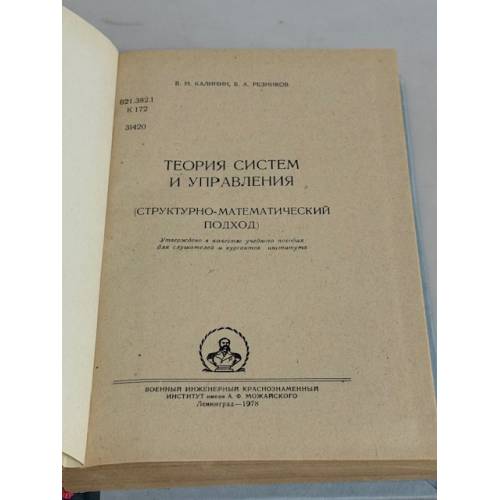 В. Н. КАЛИНИН, Б. А. РЕЗНИКОВ
621.382.1
К 172
31420
ТЕОРИЯ СИСТЕМ
И УПРАВЛЕНИЯ
(СТРУКТУРНО-МАТЕМАТИЧЕСКИЙ
ПОДХОД)
Утверждено в качестве учебного пособия
для слушателей и курсантов института
ВОЕННЫЙ ИНЖЕНЕРНЫЙ КРАСНОЗНАМЕННЫЙ
ИНСТИТУТ имени А. Ф. МОЖАЙСКОГО
Ленинград—1978